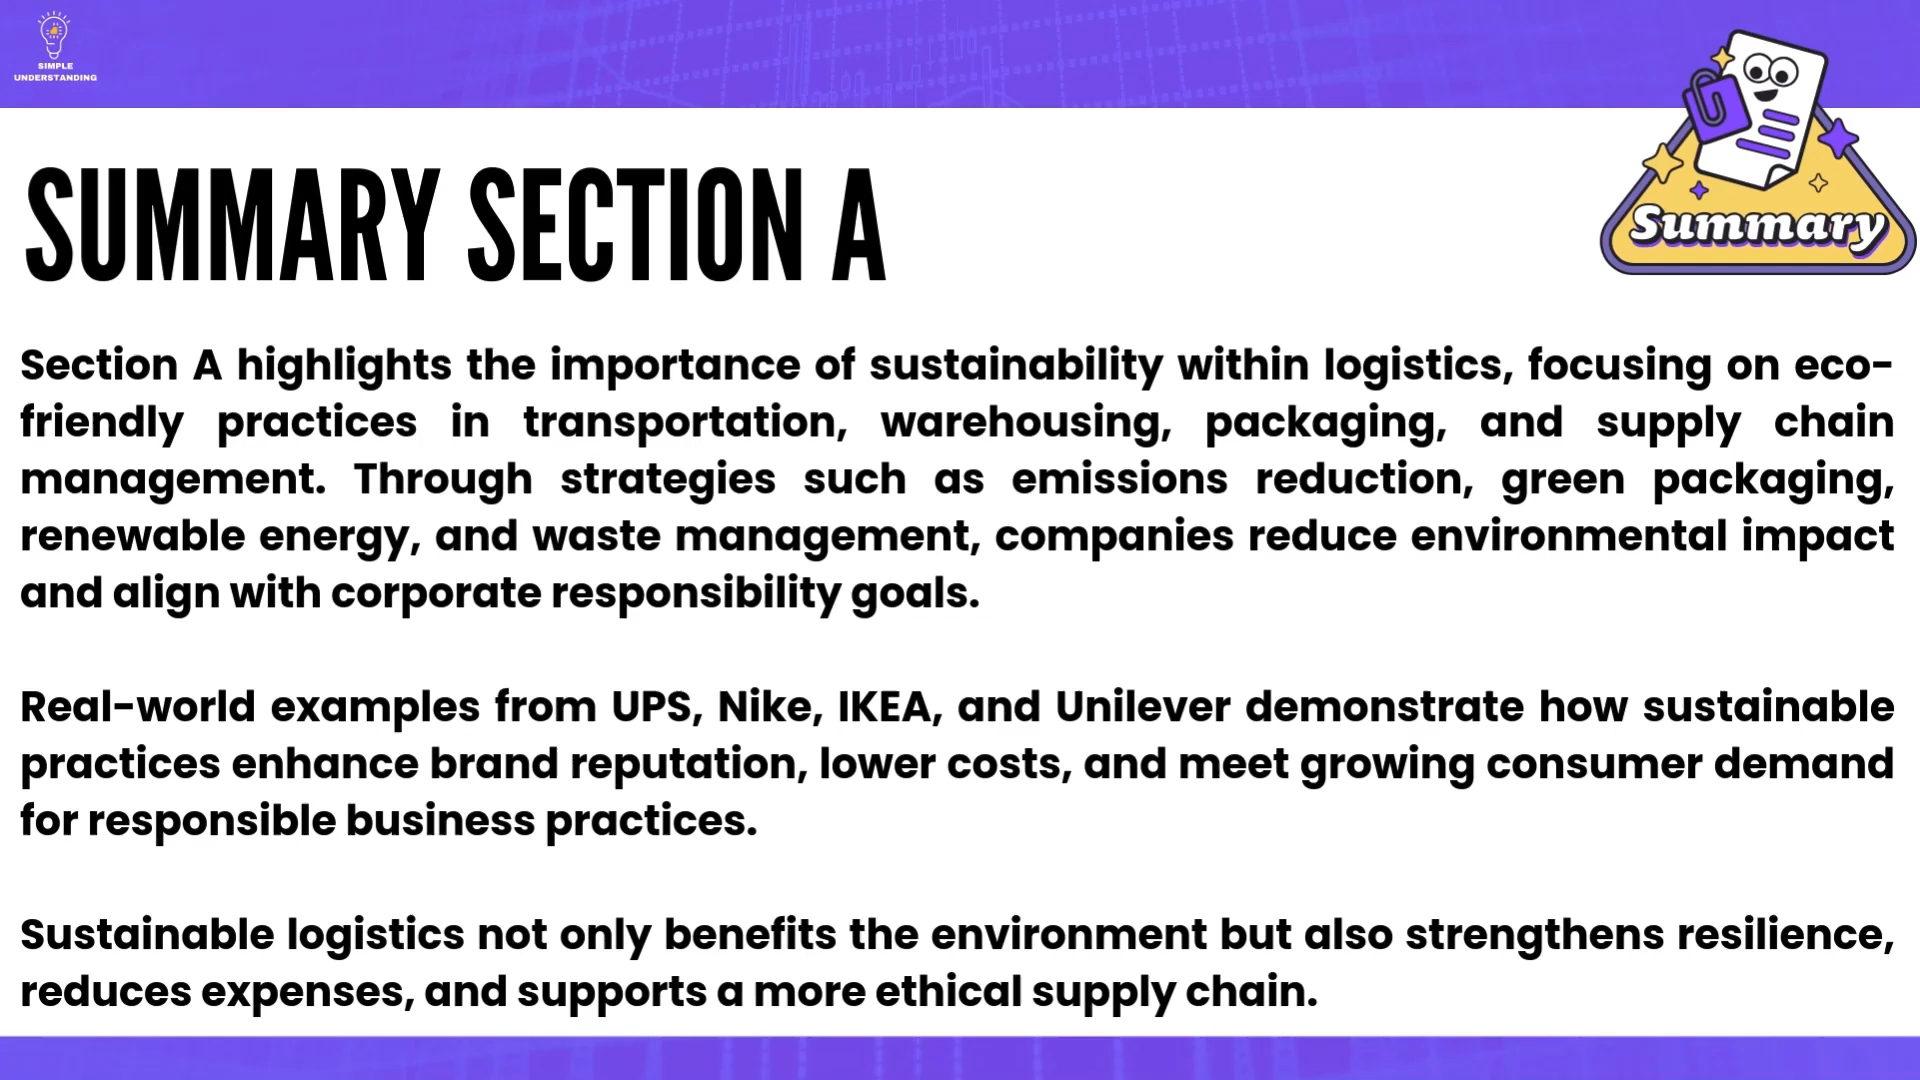 SIMPLE
UNDERSTANDING
Summary
SUMMARY SECTION A
Section A highlights the importance of sustainability within logistics, focusing on eco-
friendly practices in transportation, warehousing, packaging, and supply chain
management. Through strategies such as emissions reduction, green packaging,
renewable energy, and waste management, companies reduce environmental impact
and align with corporate responsibility goals.
Real-world examples from UPS, Nike, IKEA, and Unilever demonstrate how sustainable
practices enhance brand reputation, lower costs, and meet growing consumer demand
for responsible business practices.
Sustainable logistics not only benefits the environment but also strengthens resilience,
reduces expenses, and supports a more ethical supply chain.